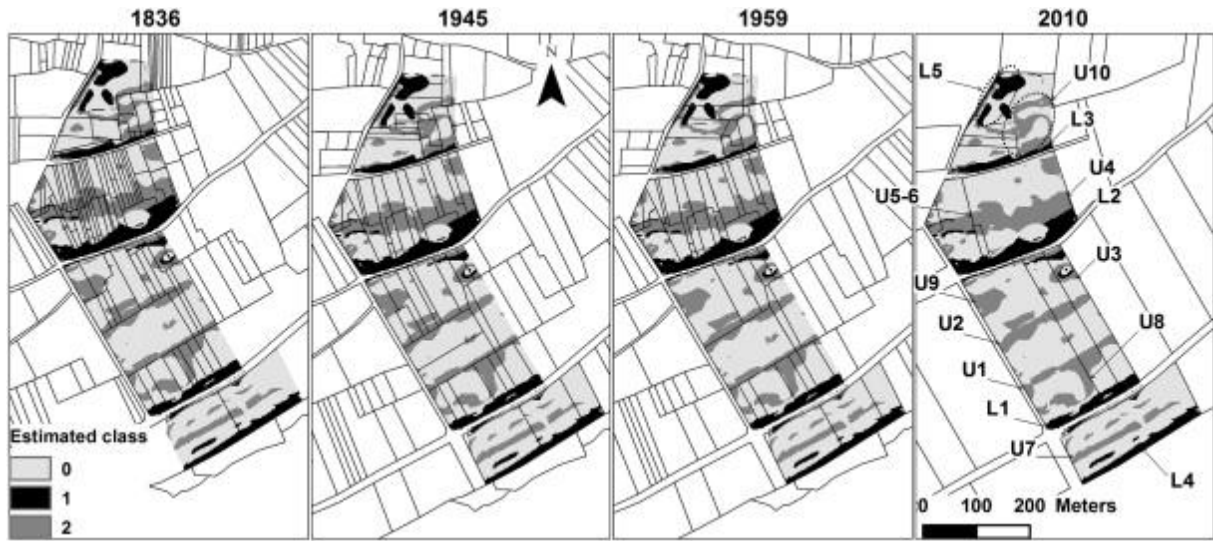 1836 1945 1959 2010
N
L5 U10
L3
U4
U5-6 L2
U3
U9
U2 U8
U1
L1
U7 L4
Estimated class
0
1
2
0 100 200 Meters